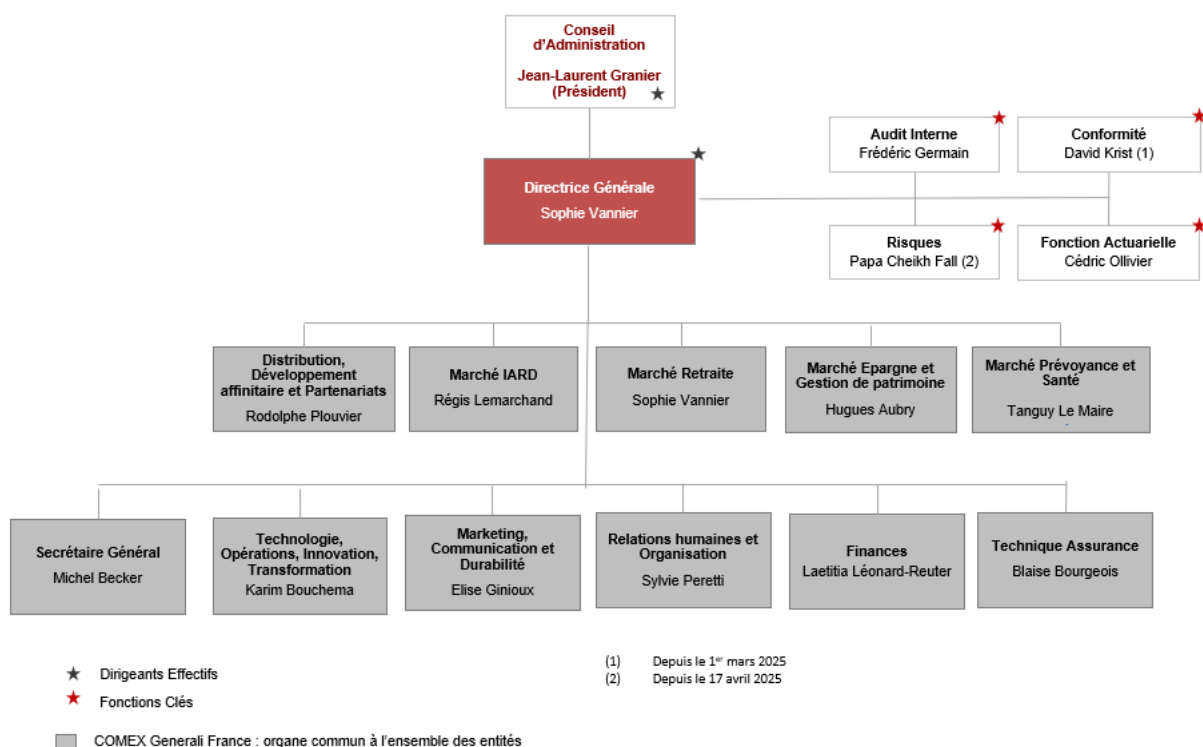 Conseil
d'Administration
Jean-Laurent Granier
(Président)
Audit Interne
Frédéric Germain
Conformité
David Krist (1)
Directrice Générale
Sophie Vannier
Risques
Papa Cheikh Fall (2)
Fonction Actuarielle
Cédric Ollivier
Distribution,
Développement
affinitaire et Partenariats
Rodolphe Plouvier
Marché IARD
Régis Lemarchand
Marché Retraite
Sophie Vannier
Marché Epargne et
Gestion de patrimoine
Hugues Aubry
Marché Prévoyance et
Santé
Tanguy Le Maire
Secrétaire Général
Michel Becker
Technologie,
Opérations, Innovation,
Transformation
Karim Bouchema
Marketing,
Communication et
Durabilité
Elise Ginioux
Relations humaines et
Organisation
Sylvie Peretti
Finances
Laetitia Léonard-Reuter
Technique Assurance
Blaise Bourgeois
Dirigeants Effectifs
Fonctions Clés
COMEX Generali France : organe commun à l'ensemble des entités
(1) Depuis le 1er mars 2025
(2) Depuis le 17 avril 2025